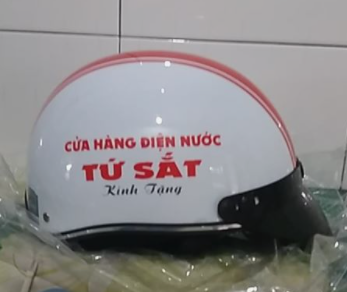 CỬA HÀNG ĐIỆN NƯỚC
TỨ SẮT
Kính Tặng